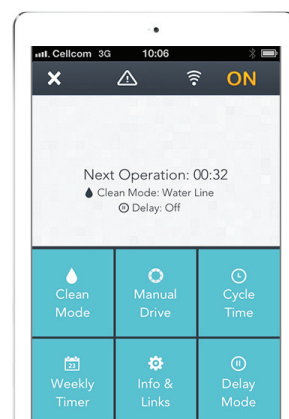 Cellcom 3G 10:06
ON
Next Operation: 00:32
Clean Mode: Water Line
Delay: Off
Clean Mode
Manual Drive
Cycle Time
23
Weekly Timer
Info & Links
Delay Mode